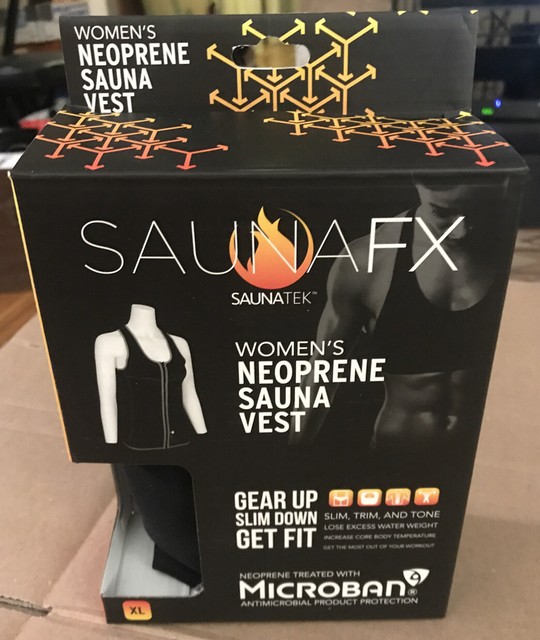 WOMEN'S
NEOPRENE
SAUNA
VEST
SAUNAFX
SAUNATEK™
WOMEN'S
NEOPRENE
SAUNA
VEST
GEAR UP
SLIM DOWN
GET FIT
SLIM, TRIM, AND TONE
LOSE EXCESS WATER WEIGHT
INCREASE CORE BODY TEMPERATURE
GET THE MOST OUT OF YOUR WORKOUT
NEOPRENE TREATED WITH
MICROBAN®
ANTIMICROBIAL PRODUCT PROTECTION
XL